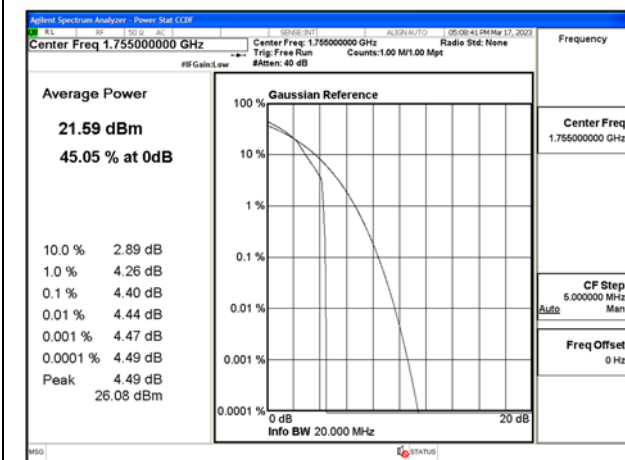 Agilent Spectrum Analyzer - Power Stat CCDF
RL RF 50 Ω AC SENSE:INT ALIGN AUTO 05:08:41 PM Mar 17, 2023
Center Freq 1.755000000 GHz
Center Freq: 1.755000000 GHz Radio Std: None
Trig: Free Run Counts:1.00 M/1.00 Mpt
#IFGain:Low #Atten: 40 dB
Frequency
Average Power
21.59 dBm
45.05 % at 0dB
10.0 % 2.89 dB
1.0 % 4.26 dB
0.1 % 4.40 dB
0.01 % 4.44 dB
0.001 % 4.47 dB
0.0001 % 4.49 dB
Peak 4.49 dB
26.08 dBm
Gaussian Reference
100 %
10 %
1 %
0.1 %
0.01 %
0.001 %
0.0001 %
0 dB 20 dB
Info BW 20.000 MHz
Center Freq
1.755000000 GHz
CF Step
5.000000 MHz
Auto Man
Freq Offset
0 Hz
MSG STATUS